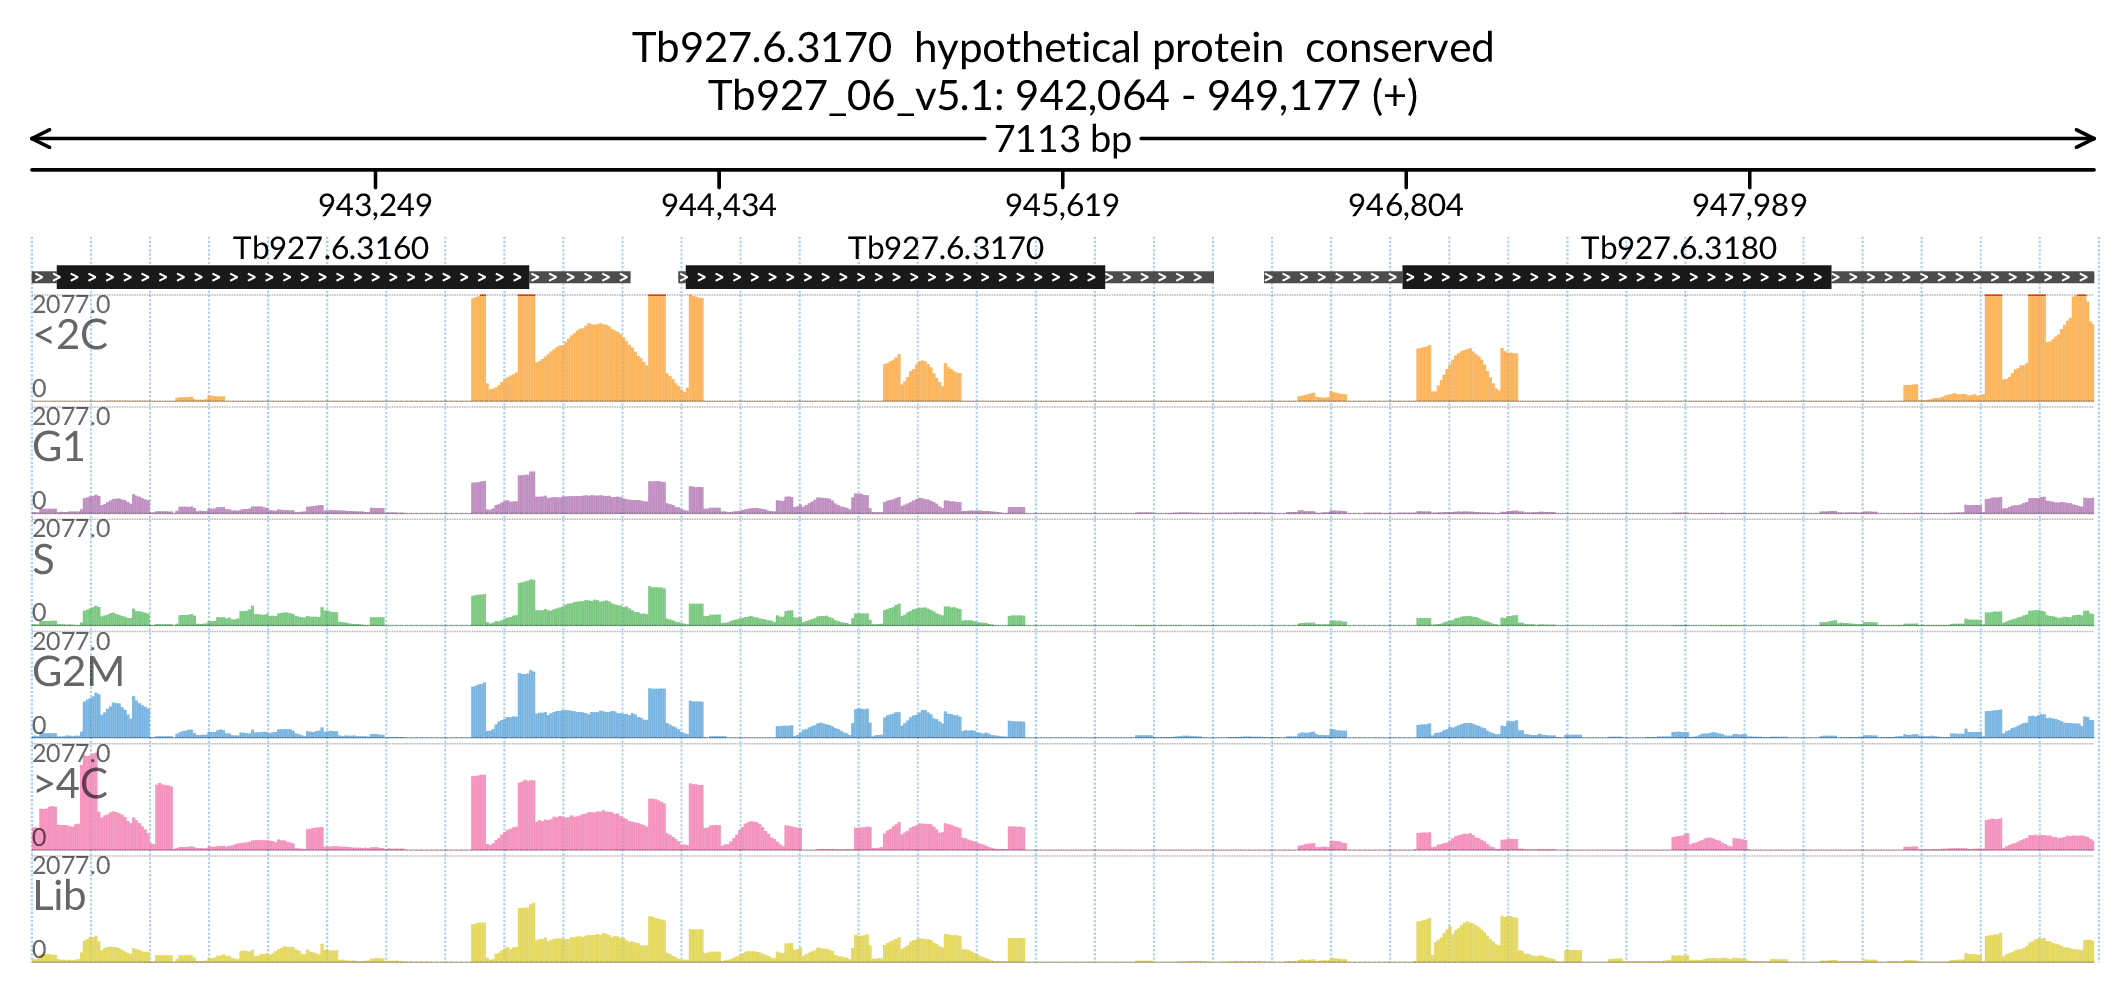 Tb927.6.3170 hypothetical protein conserved
Tb927_06_v5.1: 942,064 - 949,177 (+)
7113 bp
943,249 944,434 945,619 946,804 947,989
Tb927.6.3160 Tb927.6.3170 Tb927.6.3180
2077.0
<2C
0
2077.0
G1
0
2077.0
S
0
2077.0
G2M
0
2077.0
>4C
0
2077.0
Lib
0